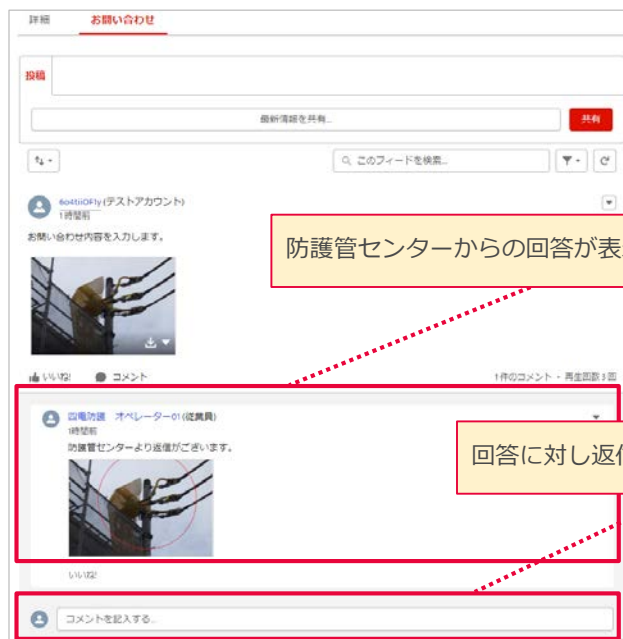 詳細 お問い合わせ
投稿
最新情報を共有...
共有
このフィードを検索...
6o4tiiOFly (テストアカウント)
1時間前
お問い合わせ内容を入力します。
防護管センターからの回答が表
いいね! コメント
1件のコメント・再生回数3回
四電防護 オペレーター01(従業員)
1時間前
防護管センターより返信がございます。
回答に対し返信
いいね!
コメントを記入する...